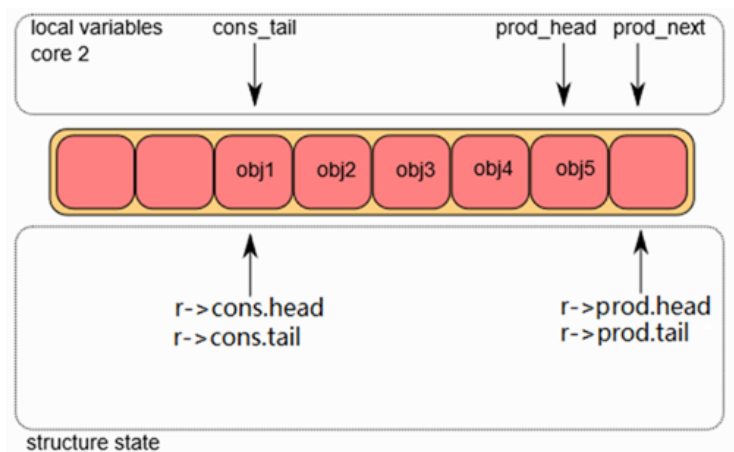 local variables
core 2
cons_tail
prod_head
prod_next
obj1
obj2
obj3
obj4
obj5
r->cons.head
r->cons.tail
r->prod.head
r->prod.tail
structure state